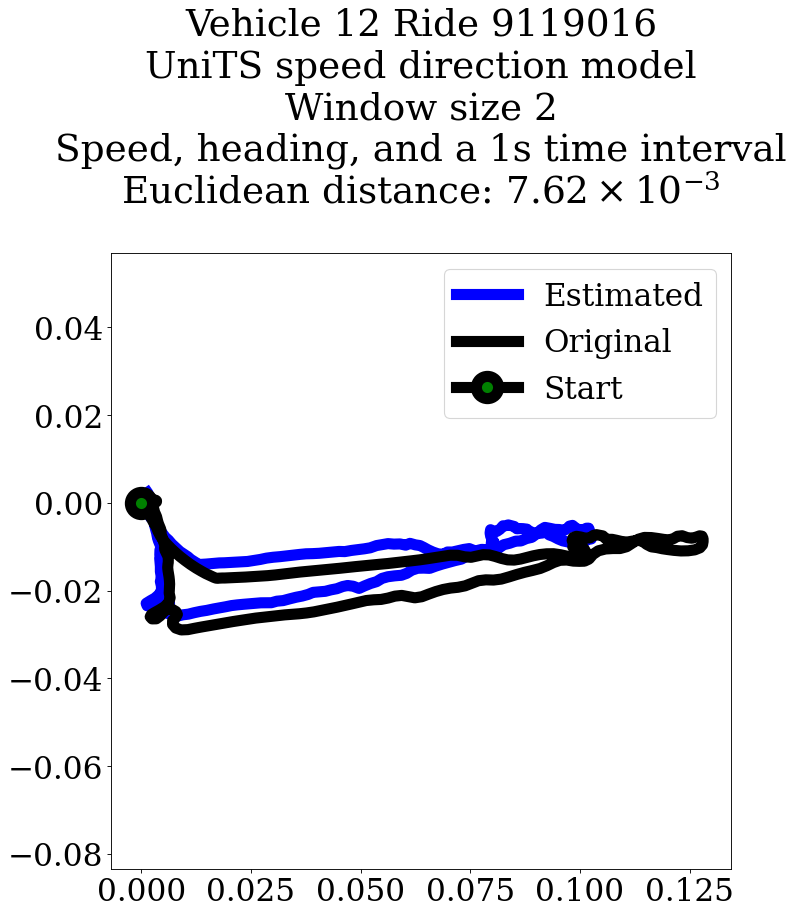 Vehicle 12 Ride 9119016
UniTS speed direction model
Window size 2
Speed, heading, and a 1s time interval
Euclidean distance: 7.62 × 10⁻³
Estimated
Original
Start
0.04
0.02
0.00
−0.02
−0.04
−0.06
−0.08
0.000 0.025 0.050 0.075 0.100 0.125